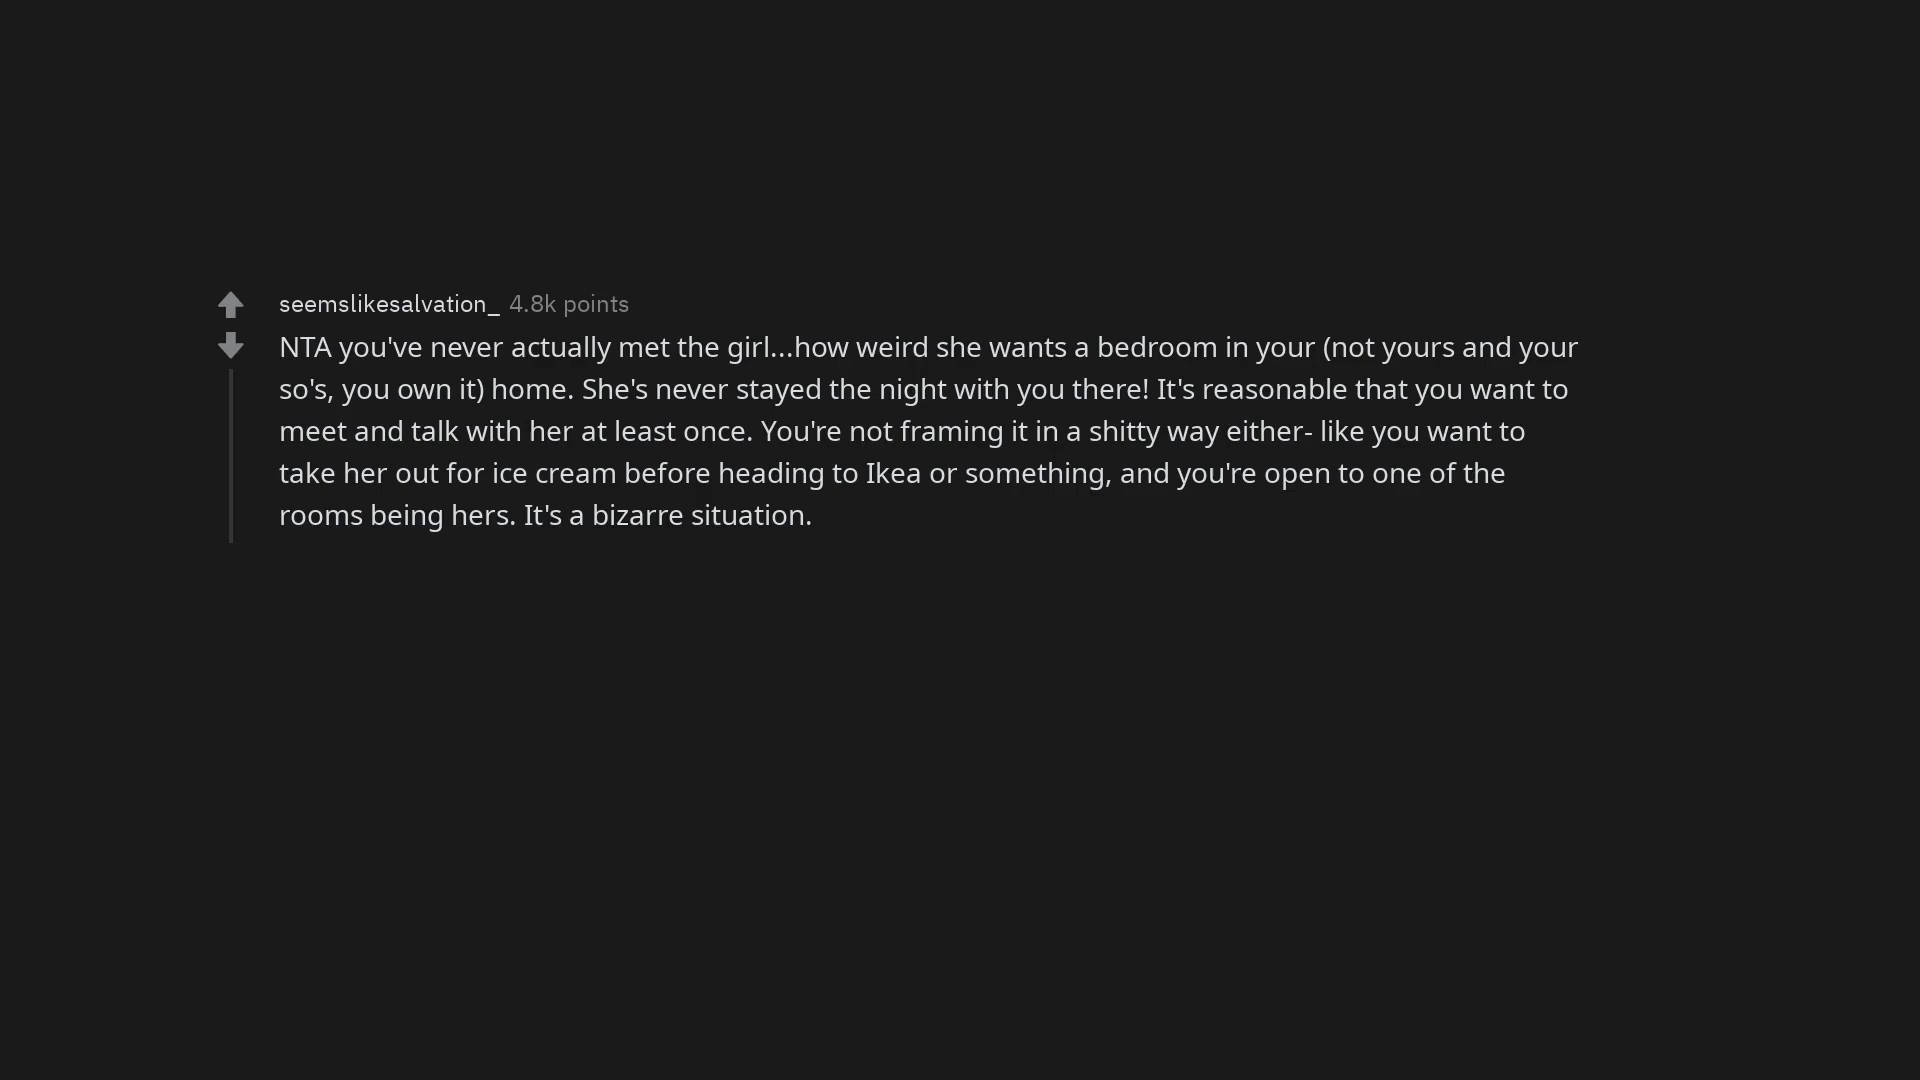 seemslikesalvation_ 4.8k points
NTA you've never actually met the girl...how weird she wants a bedroom in your (not yours and your
so's, you own it) home. She's never stayed the night with you there! It's reasonable that you want to
meet and talk with her at least once. You're not framing it in a shitty way either- like you want to
take her out for ice cream before heading to Ikea or something, and you're open to one of the
rooms being hers. It's a bizarre situation.